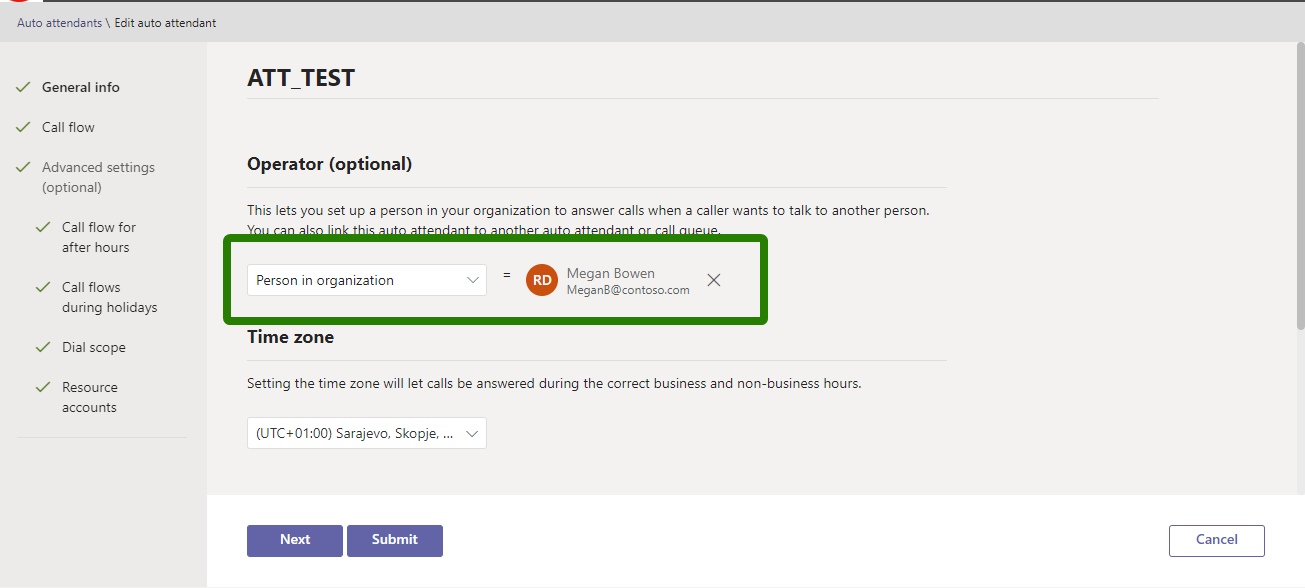 Auto attendants \ Edit auto attendant
General info
Call flow
Advanced settings
(optional)
Call flow for
after hours
Call flows
during holidays
Dial scope
Resource
accounts
ATT_TEST
Operator (optional)
This lets you set up a person in your organization to answer calls when a caller wants to talk to another person.
You can also link this auto attendant to another auto attendant or call queue.
Person in organization
=
RD
Megan Bowen
MeganB@contoso.com
Time zone
Setting the time zone will let calls be answered during the correct business and non-business hours.
(UTC+01:00) Sarajevo, Skopje, ...
Next
Submit
Cancel